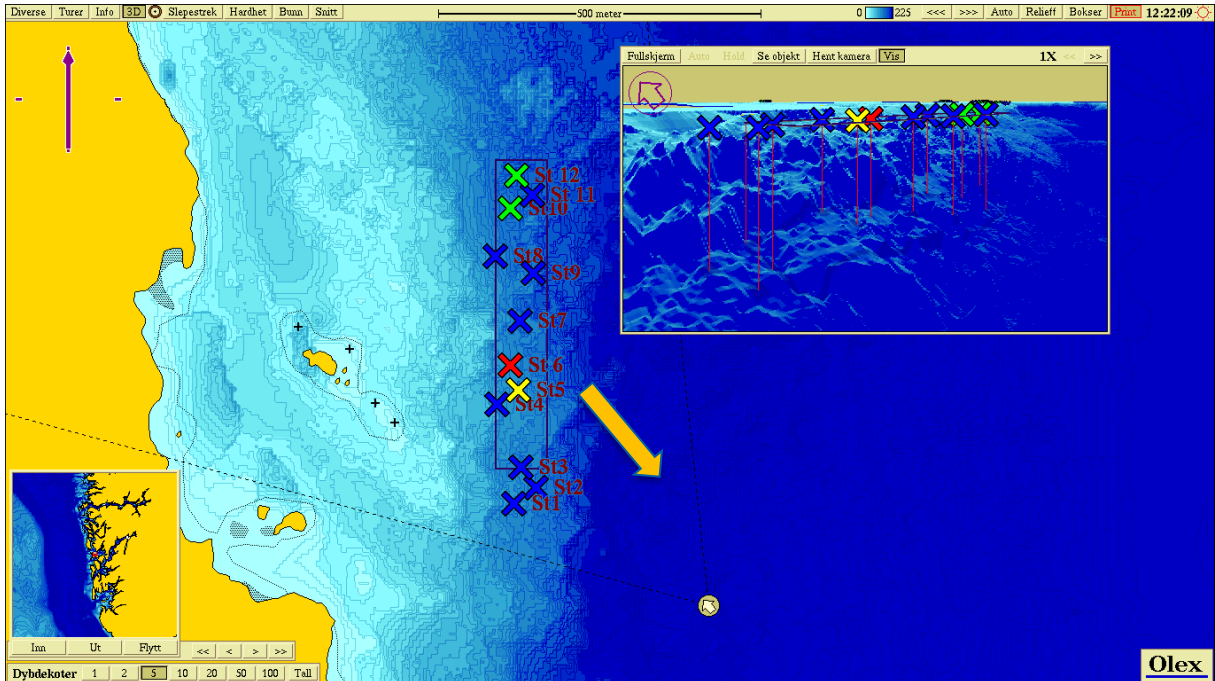 Diverse Turer Info 3D Slepestrek Hardhet Bunn Snitt 500 meter 0 225 <<< >>> Auto Relieff Bokser Print 12:22:09
Fullskjerm Auto Hold Se objekt Hent kamera Vis 1X << >>
St 12
St 11
St10
St8
St9
St7
St 6
St5
St4
St3
St2
St1
Inn Ut Flytt << < > >>
Dybdekoter 1 2 5 10 20 50 100 Tall
Olex